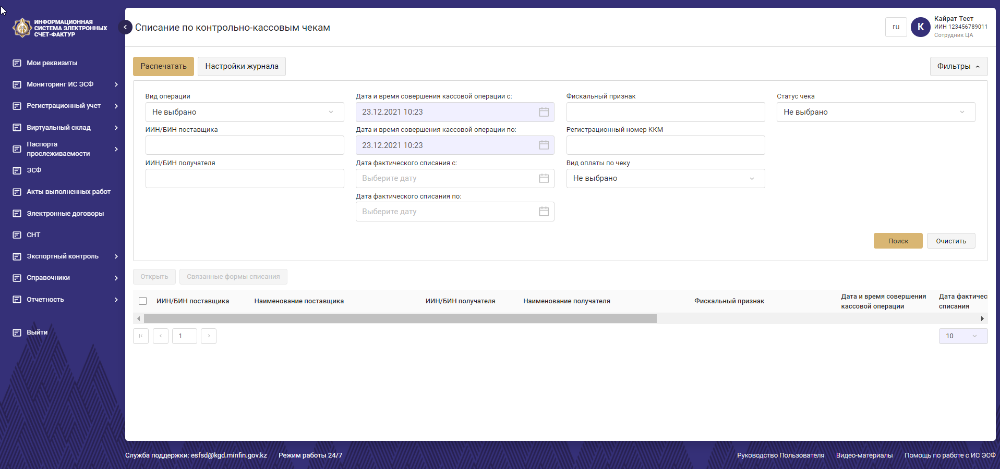 ИНФОРМАЦИОННАЯ
СИСТЕМА ЭЛЕКТРОННЫХ
СЧЕТ-ФАКТУР
Мои реквизиты
Мониторинг ИС ЭСФ
Регистрационный учет
Виртуальный склад
Паспорта
прослеживаемости
ЭСФ
Акты выполненных работ
Электронные договоры
СНТ
Экспортный контроль
Справочники
Отчетность
Выйти
Списание по контрольно-кассовым чекам
ru
К
Кайрат Тест
ИИН 123456789011
Сотрудник ЦА
Распечатать
Настройки журнала
Фильтры
Вид операции
Не выбрано
ИИН/БИН поставщика
ИИН/БИН получателя
Дата и время совершения кассовой операции с:
23.12.2021 10:23
Дата и время совершения кассовой операции по:
23.12.2021 10:23
Дата фактического списания с:
Выберите дату
Дата фактического списания по:
Выберите дату
Фискальный признак
Регистрационный номер ККМ
Вид оплаты по чеку
Не выбрано
Статус чека
Не выбрано
Поиск
Очистить
Открыть
Связанные формы списания
ИИН/БИН поставщика
Наименование поставщика
ИИН/БИН получателя
Наименование получателя
Фискальный признак
Дата и время совершения
кассовой операции
Дата фактичес
списания
1
10
Служба поддержки: esfsd@kgd.minfin.gov.kz
Режим работы 24/7
Руководство Пользователя
Видео-материалы
Помощь по работе с ИС ЭСФ